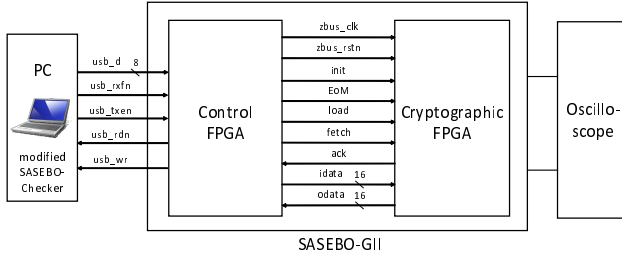 PC
modified
SASEBO-
Checker
usb_d
8
usb_rxfn
usb_txen
usb_rdn
usb_wr
Control
FPGA
zbus_clk
zbus_rstn
init
EoM
load
fetch
ack
idata 16
odata 16
Cryptographic
FPGA
Oscillo-
scope
SASEBO-GII